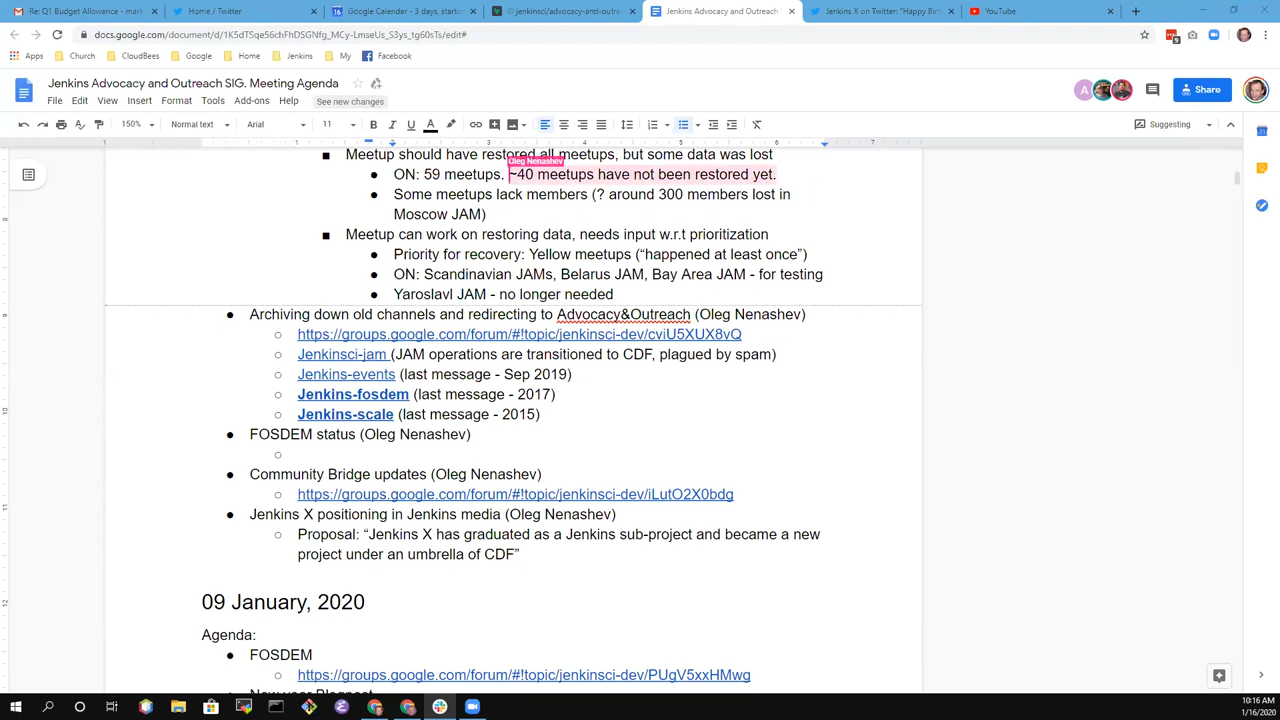 Re: Q1 Budget Allowance - mark
Home / Twitter
Google Calendar - 3 days, startin
@jenkinsci/advocacy-and-outre
Jenkins Advocacy and Outreach
Jenkins X on Twitter: "Happy Birt
YouTube
docs.google.com/document/d/1K5dTSqe56chFhDSGNfg_MCy-LmseUs_S3ys_tg60sTs/edit#
Apps
Church
CloudBees
Google
Home
Jenkins
My
Facebook
Jenkins Advocacy and Outreach SIG. Meeting Agenda
Share
File Edit View Insert Format Tools Add-ons Help See new changes
150% Normal text Arial 11 Suggesting
Meetup should have restored all meetups, but some data was lost
Oleg Nenashev
ON: 59 meetups. ~40 meetups have not been restored yet.
Some meetups lack members (? around 300 members lost in
Moscow JAM)
Meetup can work on restoring data, needs input w.r.t prioritization
Priority for recovery: Yellow meetups (“happened at least once”)
ON: Scandinavian JAMs, Belarus JAM, Bay Area JAM - for testing
Yaroslavl JAM - no longer needed
Archiving down old channels and redirecting to Advocacy&Outreach (Oleg Nenashev)
https://groups.google.com/forum/#!topic/jenkinsci-dev/cviU5XUX8vQ
Jenkinsci-jam (JAM operations are transitioned to CDF, plagued by spam)
Jenkins-events (last message - Sep 2019)
Jenkins-fosdem (last message - 2017)
Jenkins-scale (last message - 2015)
FOSDEM status (Oleg Nenashev)
Community Bridge updates (Oleg Nenashev)
https://groups.google.com/forum/#!topic/jenkinsci-dev/iLutO2X0bdg
Jenkins X positioning in Jenkins media (Oleg Nenashev)
Proposal: “Jenkins X has graduated as a Jenkins sub-project and became a new
project under an umbrella of CDF”
09 January, 2020
Agenda:
FOSDEM
https://groups.google.com/forum/#!topic/jenkinsci-dev/PUgV5xxHMwg
New year Blogpost
10:16 AM
1/16/2020